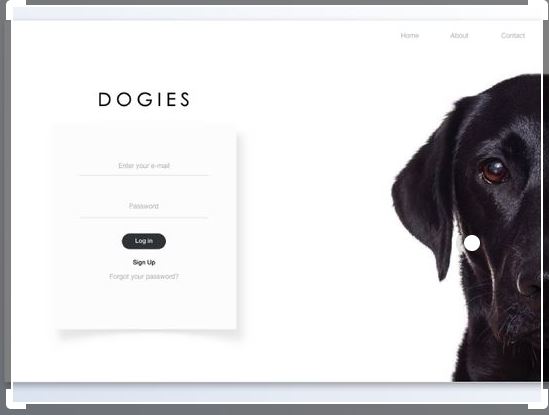 Home About Contact
DOGIES
Enter your e-mail
Password
Log in
Sign Up
Forgot your password?